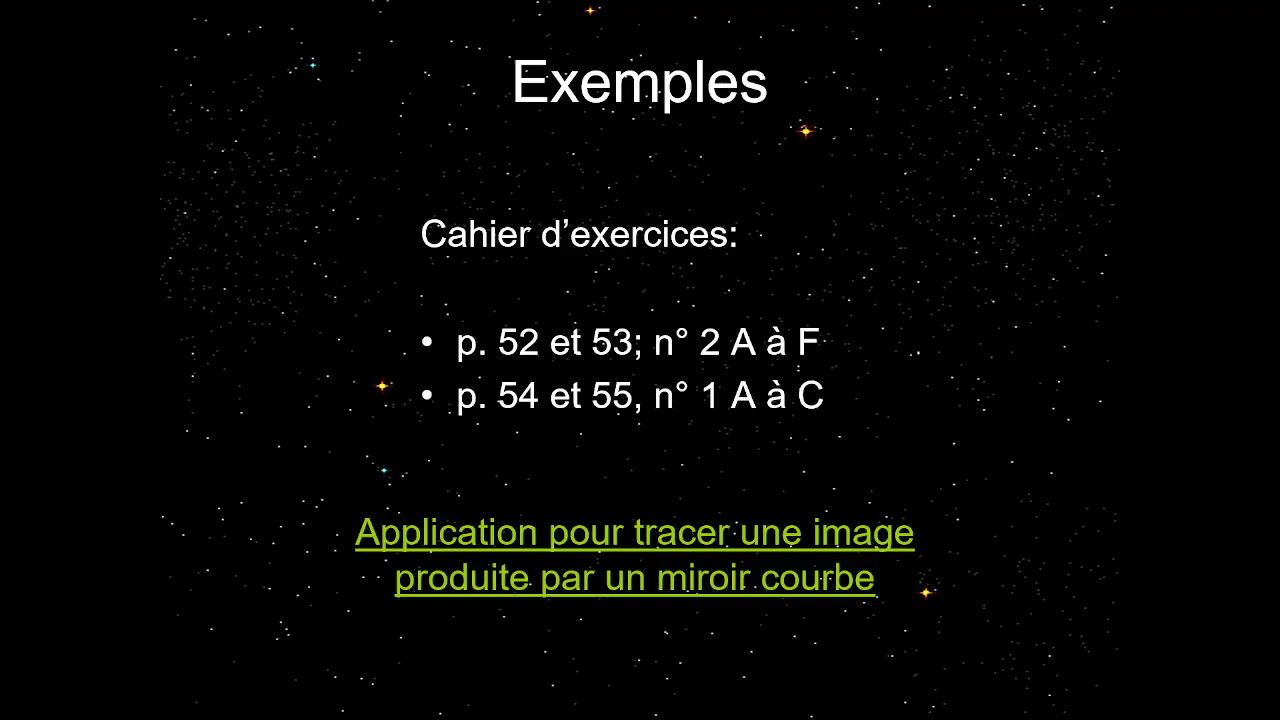 Exemples
Cahier d’exercices:
• p. 52 et 53; n° 2 A à F
• p. 54 et 55, n° 1 A à C
Application pour tracer une image
produite par un miroir courbe